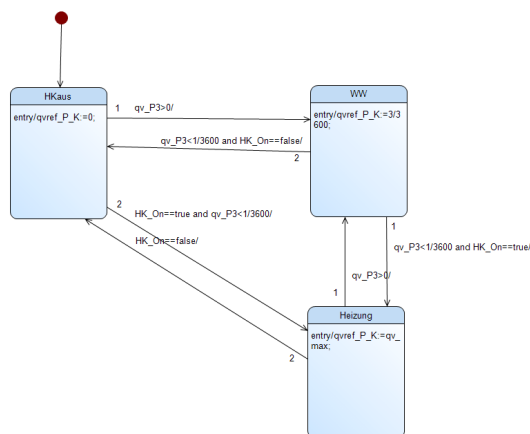 HKaus
entry/qvref_P_K:=0;
WW
entry/qvref_P_K:=3/3
600;
1
qv_P3>0/
qv_P3<1/3600 and HK_On==false/
2
2
HK_On==true and qv_P3<1/3600/
HK_On==false/
1
qv_P3<1/3600 and HK_On==true/
qv_P3>0/
1
Heizung
entry/qvref_P_K:=qv_
max;
2